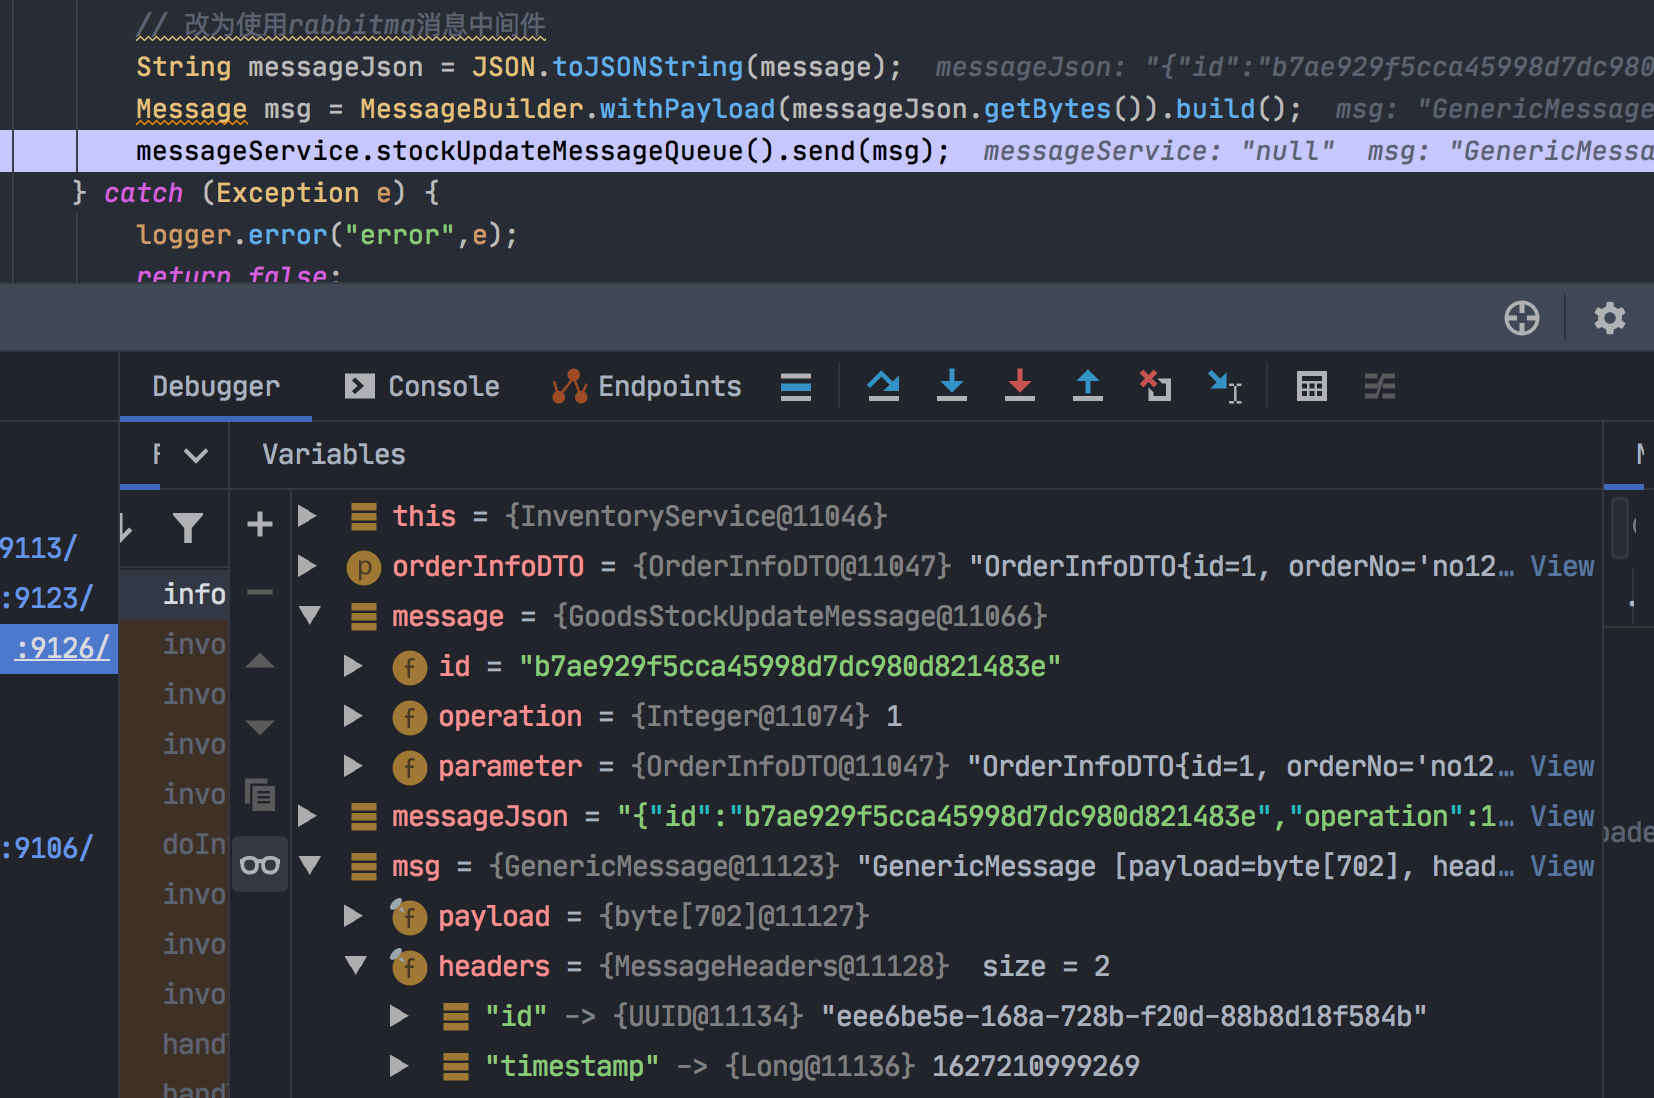 // 改为使用rabbitmq消息中间件
String messageJson = JSON.toJSONString(message);  messageJson: "{"id":"b7ae929f5cca45998d7dc980
Message msg = MessageBuilder.withPayload(messageJson.getBytes()).build();  msg: "GenericMessage
messageService.stockUpdateMessageQueue().send(msg);  messageService: "null"  msg: "GenericMessa
} catch (Exception e) {
logger.error("error",e);
return false;
Debugger Console Endpoints
Variables
9113/
:9123/
:9126/
:9106/
info
invo
invo
invo
invo
doIn
invo
invo
invo
hand
hand
this = {InventoryService@11046}
orderInfoDTO = {OrderInfoDTO@11047} "OrderInfoDTO{id=1, orderNo='no12... View
message = {GoodsStockUpdateMessage@11066}
id = "b7ae929f5cca45998d7dc980d821483e"
operation = {Integer@11074} 1
parameter = {OrderInfoDTO@11047} "OrderInfoDTO{id=1, orderNo='no12... View
messageJson = "{"id":"b7ae929f5cca45998d7dc980d821483e","operation":1... View
msg = {GenericMessage@11123} "GenericMessage [payload=byte[702], head... View
payload = {byte[702]@11127}
headers = {MessageHeaders@11128}  size = 2
"id" -> {UUID@11134} "eee6be5e-168a-728b-f20d-88b8d18f584b"
"timestamp" -> {Long@11136} 1627210999269